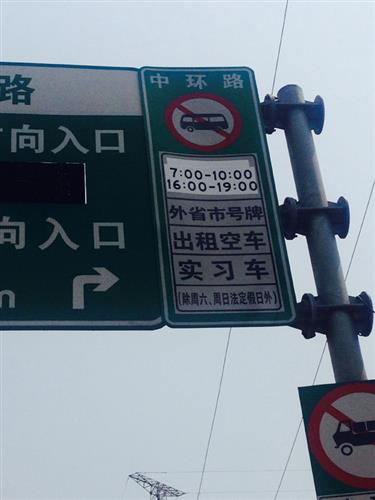 中环路
路
方向入口
向入口
m
7:00-10:00
16:00-19:00
外省市号牌
出租空车
实习车
(除周六、周日法定假日外)